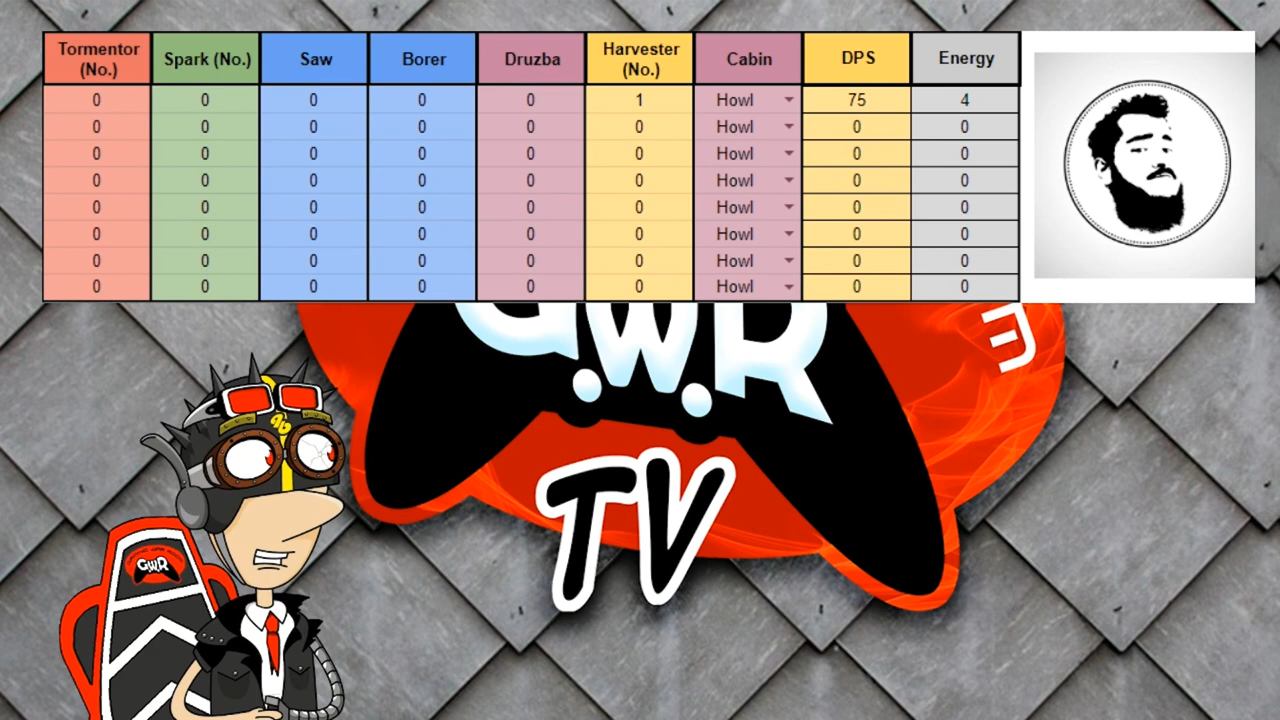 Tormentor (No.) Spark (No.) Saw Borer Druzba Harvester (No.) Cabin DPS Energy
0 0 0 0 0 1 Howl 75 4
0 0 0 0 0 0 Howl 0 0
0 0 0 0 0 0 Howl 0 0
0 0 0 0 0 0 Howl 0 0
0 0 0 0 0 0 Howl 0 0
0 0 0 0 0 0 Howl 0 0
0 0 0 0 0 0 Howl 0 0
0 0 0 0 0 0 Howl 0 0
G.W.R
TV
GWR